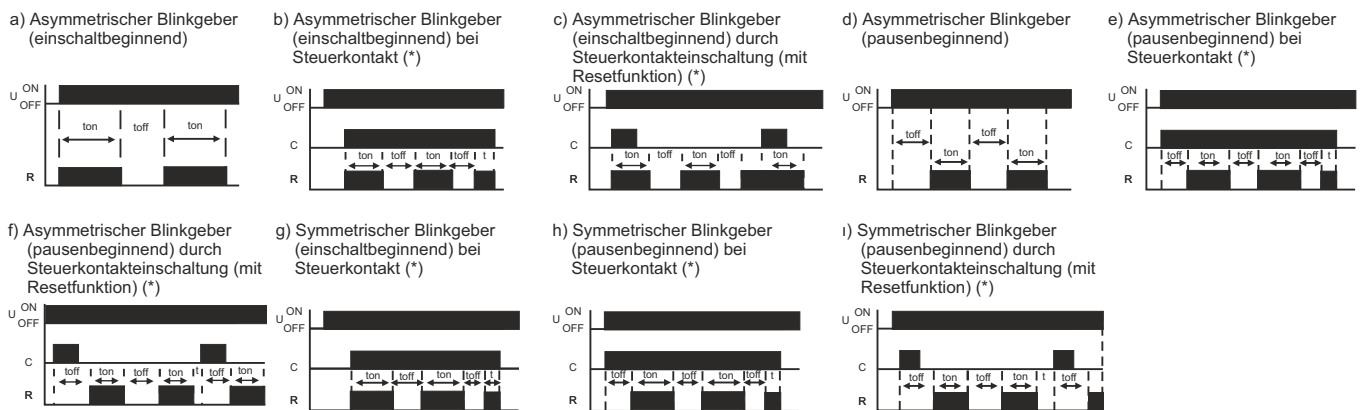 a) Asymmetrischer Blinkgeber
(einschaltbeginnend)
U ON
OFF
ton toff ton
R
b) Asymmetrischer Blinkgeber
(einschaltbeginnend) bei
Steuerkontakt (*)
U ON
OFF
C
ton toff ton toff t
R
c) Asymmetrischer Blinkgeber
(einschaltbeginnend) durch
Steuerkontakteinschaltung (mit
Resetfunktion) (*)
U ON
OFF
C
ton toff ton toff ton
R
d) Asymmetrischer Blinkgeber
(pausenbeginnend)
U ON
OFF
toff toff
ton ton
R
e) Asymmetrischer Blinkgeber
(pausenbeginnend) bei
Steuerkontakt (*)
U ON
OFF
C
toff ton toff ton toff t
R
f) Asymmetrischer Blinkgeber
(pausenbeginnend) durch
Steuerkontakteinschaltung (mit
Resetfunktion) (*)
U ON
OFF
C
toff ton toff ton t toff ton
R
g) Symmetrischer Blinkgeber
(einschaltbeginnend) bei
Steuerkontakt (*)
U ON
OFF
C
ton toff ton toff t
R
h) Symmetrischer Blinkgeber
(pausenbeginnend) bei
Steuerkontakt (*)
U ON
OFF
C
toff ton toff ton toff t
R
ı) Symmetrischer Blinkgeber
(pausenbeginnend) durch
Steuerkontakteinschaltung (mit
Resetfunktion) (*)
U ON
OFF
C
toff ton toff ton t toff
R